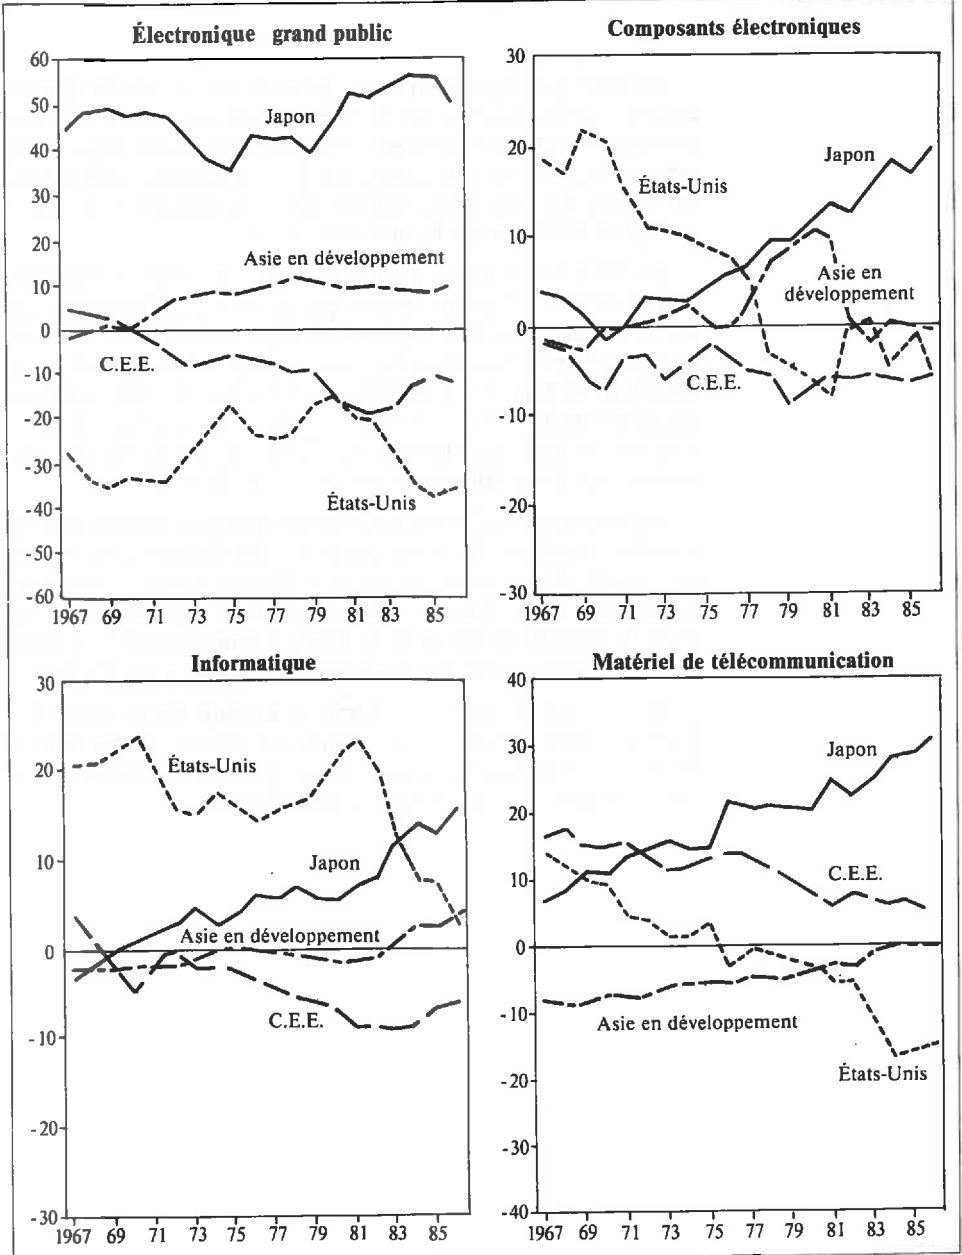 Électronique grand public
60
50
40
30
20
10
0
-10
-20
-30
-40
-50
-60
Japon
Asie en développement
C.E.E.
États-Unis
1967 69 71 73 75 77 79 81 83 85
Composants électroniques
30
20
10
0
-10
-20
-30
Japon
États-Unis
Asie en
développement
C.E.E.
1967 69 71 73 75 77 79 81 83 85
Informatique
30
20
10
0
-10
-20
-30
États-Unis
Japon
Asie en développement
C.E.E.
1967 69 71 73 75 77 79 81 83 85
Matériel de télécommunication
40
30
20
10
0
-10
-20
-30
-40
Japon
C.E.E.
Asie en développement
États-Unis
1967 69 71 73 75 77 79 81 83 85